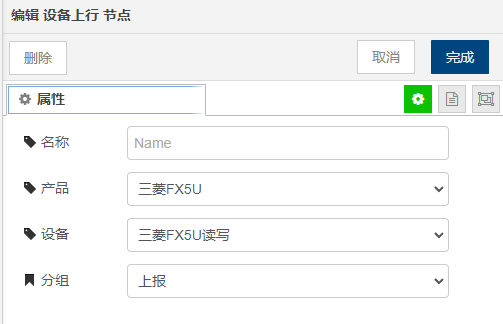 编辑 设备上行 节点
删除
取消
完成
属性
名称
Name
产品
三菱FX5U
设备
三菱FX5U读写
分组
上报